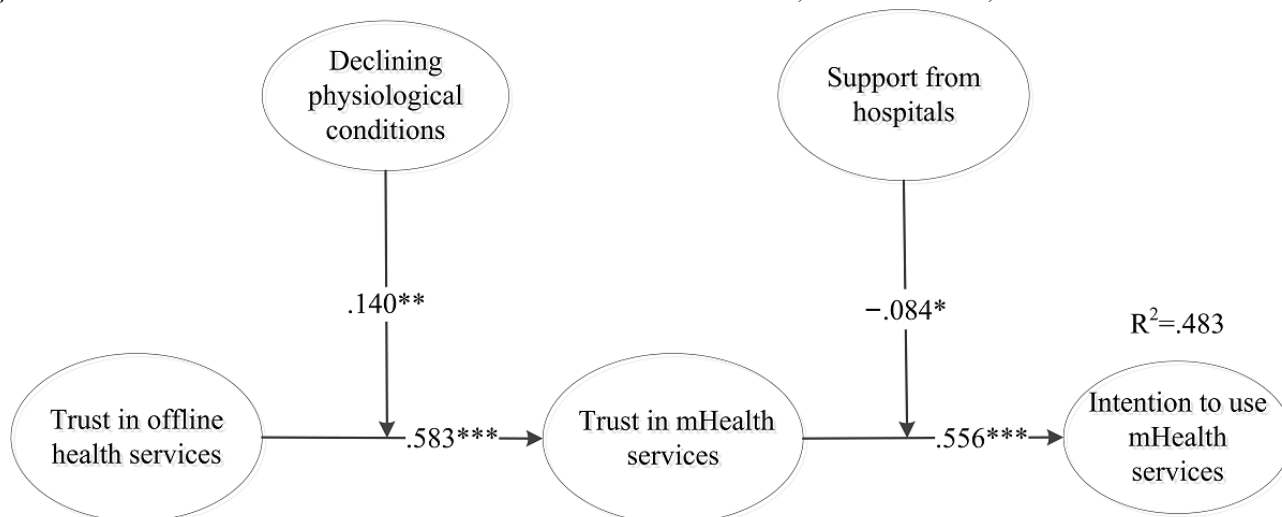 Declining
physiological
conditions
Support from
hospitals
.140**
−.084*
R²=.483
Trust in offline
health services
.583***
Trust in mHealth
services
.556***
Intention to use
mHealth
services